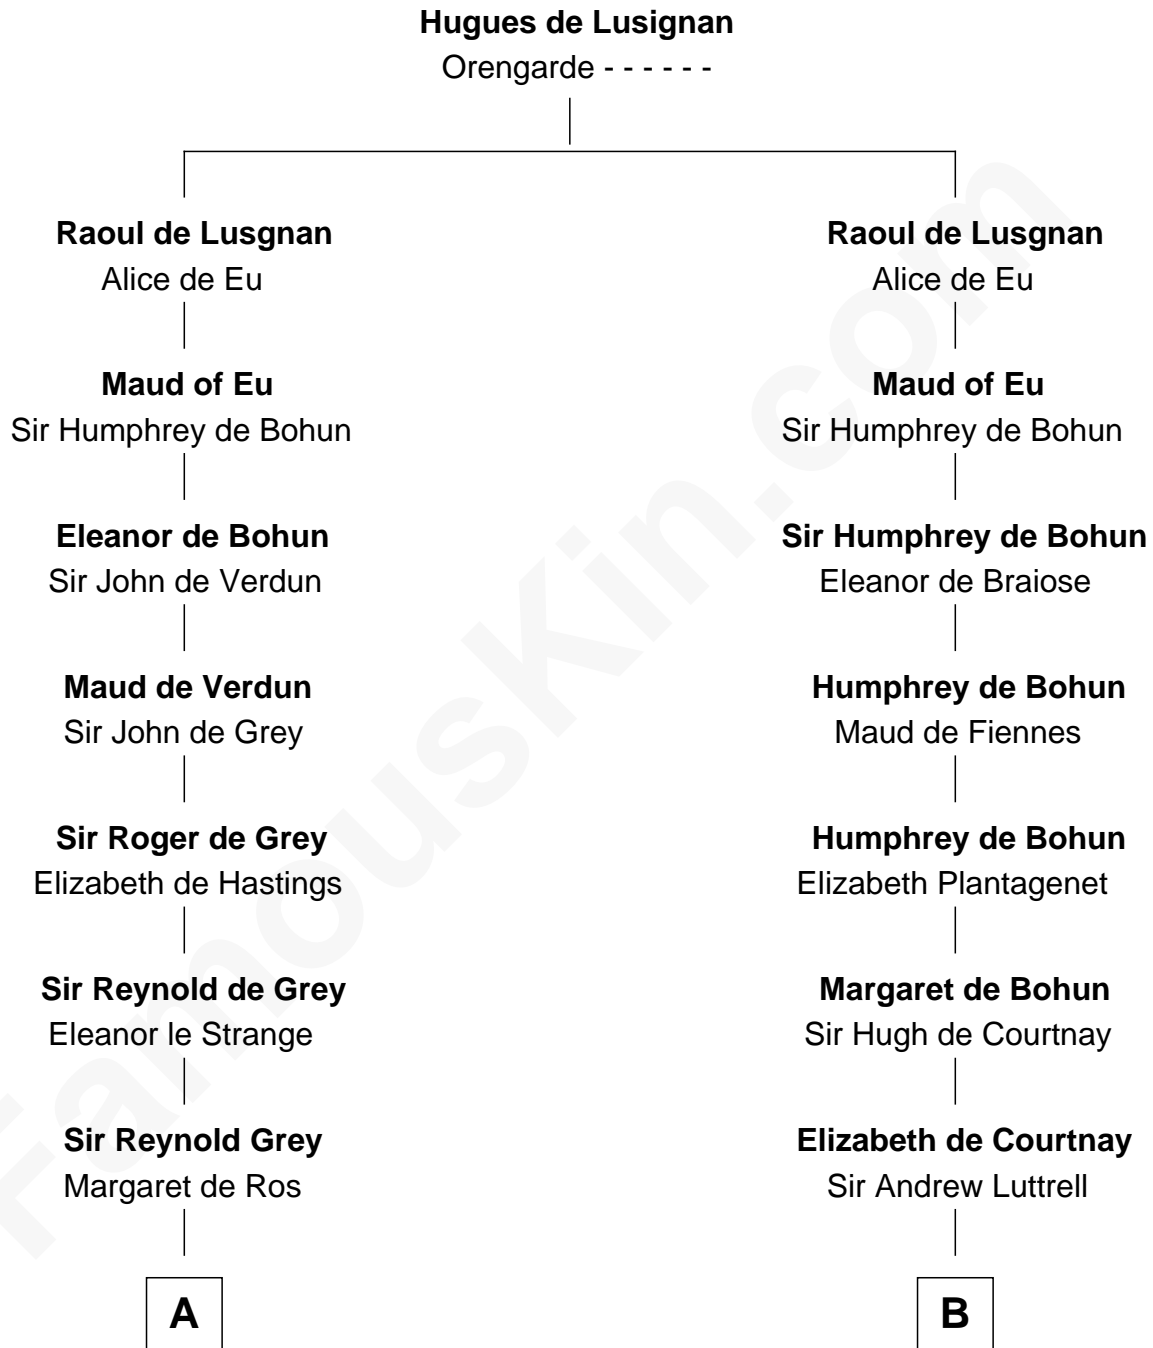 Hugues de Lusignan
Orengarde - - - - - -
Raoul de Lusgnan
Alice de Eu
Maud of Eu
Sir Humphrey de Bohun
Eleanor de Bohun
Sir John de Verdun
Maud de Verdun
Sir John de Grey
Sir Roger de Grey
Elizabeth de Hastings
Sir Reynold de Grey
Eleanor le Strange
Sir Reynold Grey
Margaret de Ros
A
Raoul de Lusgnan
Alice de Eu
Maud of Eu
Sir Humphrey de Bohun
Sir Humphrey de Bohun
Eleanor de Braiose
Humphrey de Bohun
Maud de Fiennes
Humphrey de Bohun
Elizabeth Plantagenet
Margaret de Bohun
Sir Hugh de Courtnay
Elizabeth de Courtnay
Sir Andrew Luttrell
B
FamousKin.com